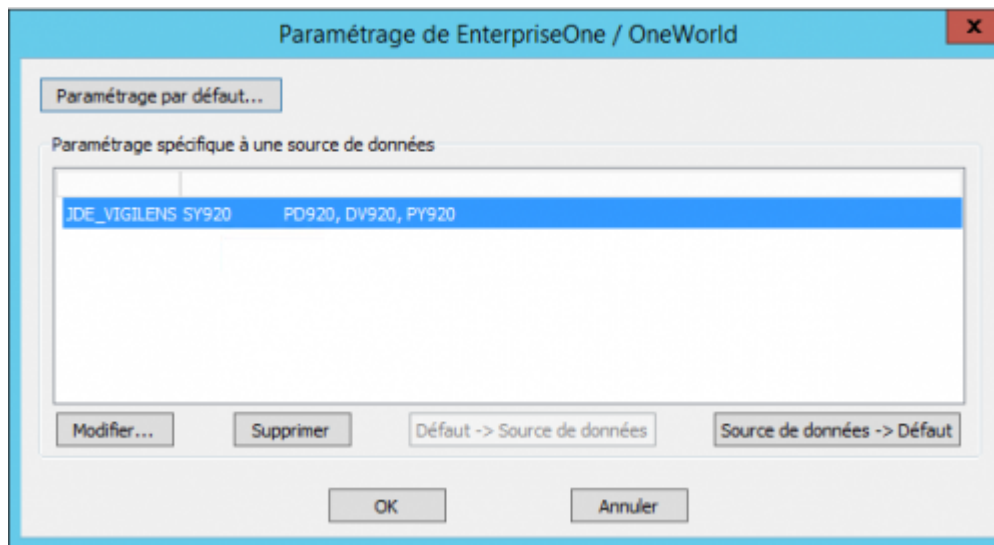 Paramétrage de EnterpriseOne / OneWorld
x
Paramétrage par défaut...
Paramétrage spécifique à une source de données
JDE_VIGILENS SY920 PD920, DV920, PY920
Modifier... Supprimer Défaut -> Source de données Source de données -> Défaut
OK Annuler